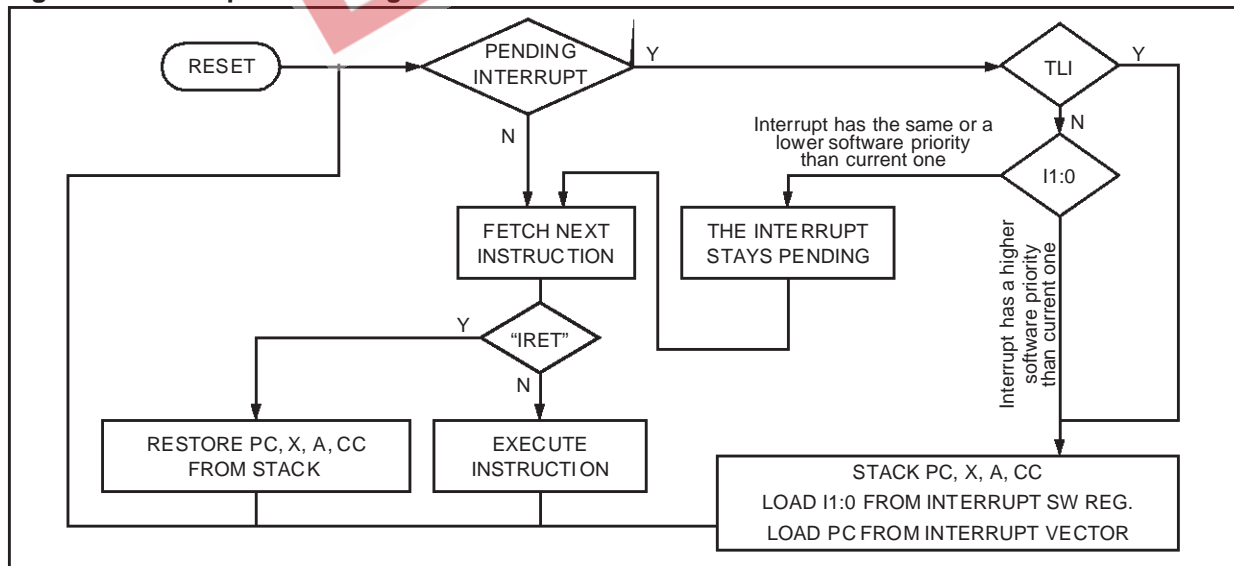 RESET
PENDING
INTERRUPT
Y
TLI
Y
N
N
Interrupt has the same or a
lower software priority
than current one
I1:0
FETCH NEXT
INSTRUCTION
THE INTERRUPT
STAYS PENDING
Interrupt has a higher
software priority
than current one
Y
"IRET"
N
RESTORE PC, X, A, CC
FROM STACK
EXECUTE
INSTRUCTION
STACK PC, X, A, CC
LOAD I1:0 FROM INTERRUPT SW REG.
LOAD PC FROM INTERRUPT VECTOR